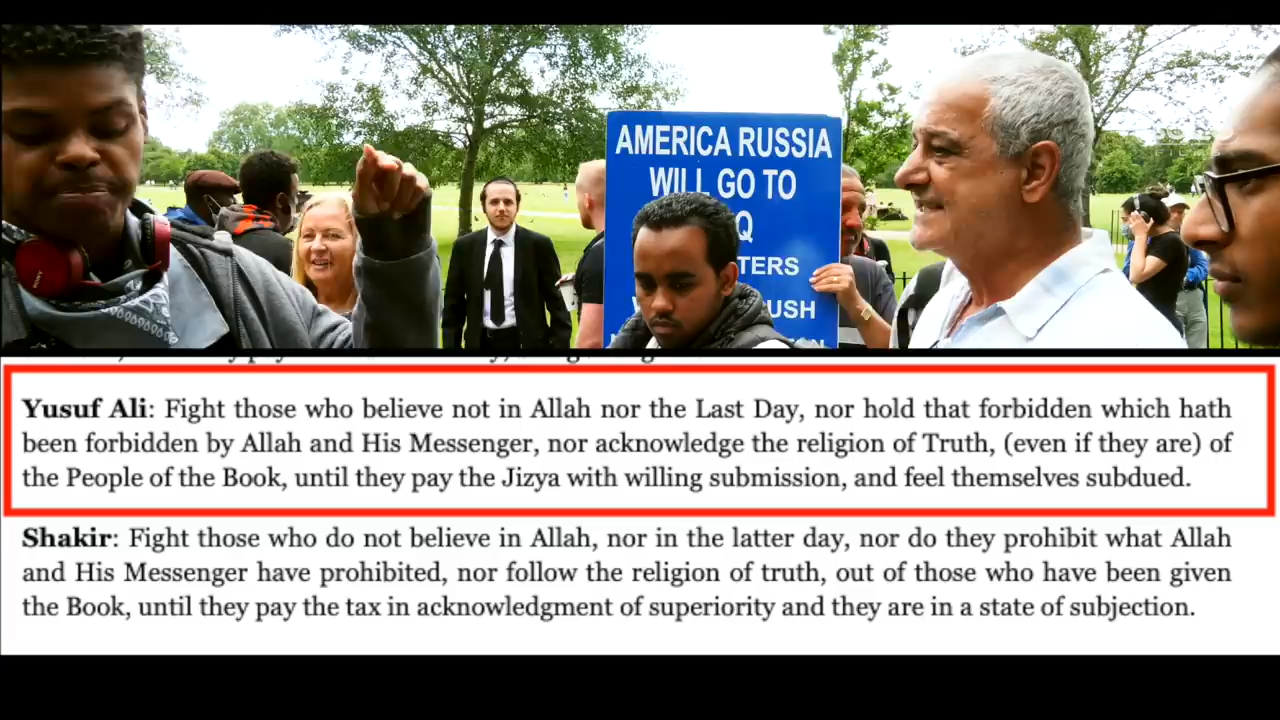 AMERICA RUSSIA
WILL GO TO
SONY
Yusuf Ali: Fight those who believe not in Allah nor the Last Day, nor hold that forbidden which hath
been forbidden by Allah and His Messenger, nor acknowledge the religion of Truth, (even if they are) of
the People of the Book, until they pay the Jizya with willing submission, and feel themselves subdued.
Shakir: Fight those who do not believe in Allah, nor in the latter day, nor do they prohibit what Allah
and His Messenger have prohibited, nor follow the religion of truth, out of those who have been given
the Book, until they pay the tax in acknowledgment of superiority and they are in a state of subjection.